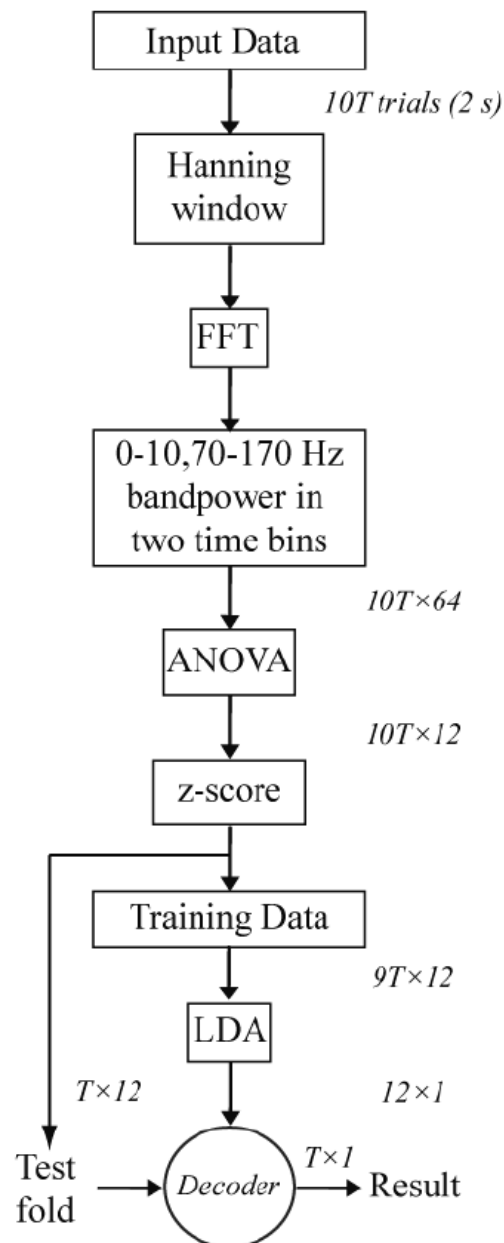 Input Data
10T trials (2 s)
Hanning
window
FFT
0-10,70-170 Hz
bandpower in
two time bins
10T×64
ANOVA
10T×12
z-score
Training Data
9T×12
LDA
T×12
12×1
Test
fold
Decoder
T×1
Result